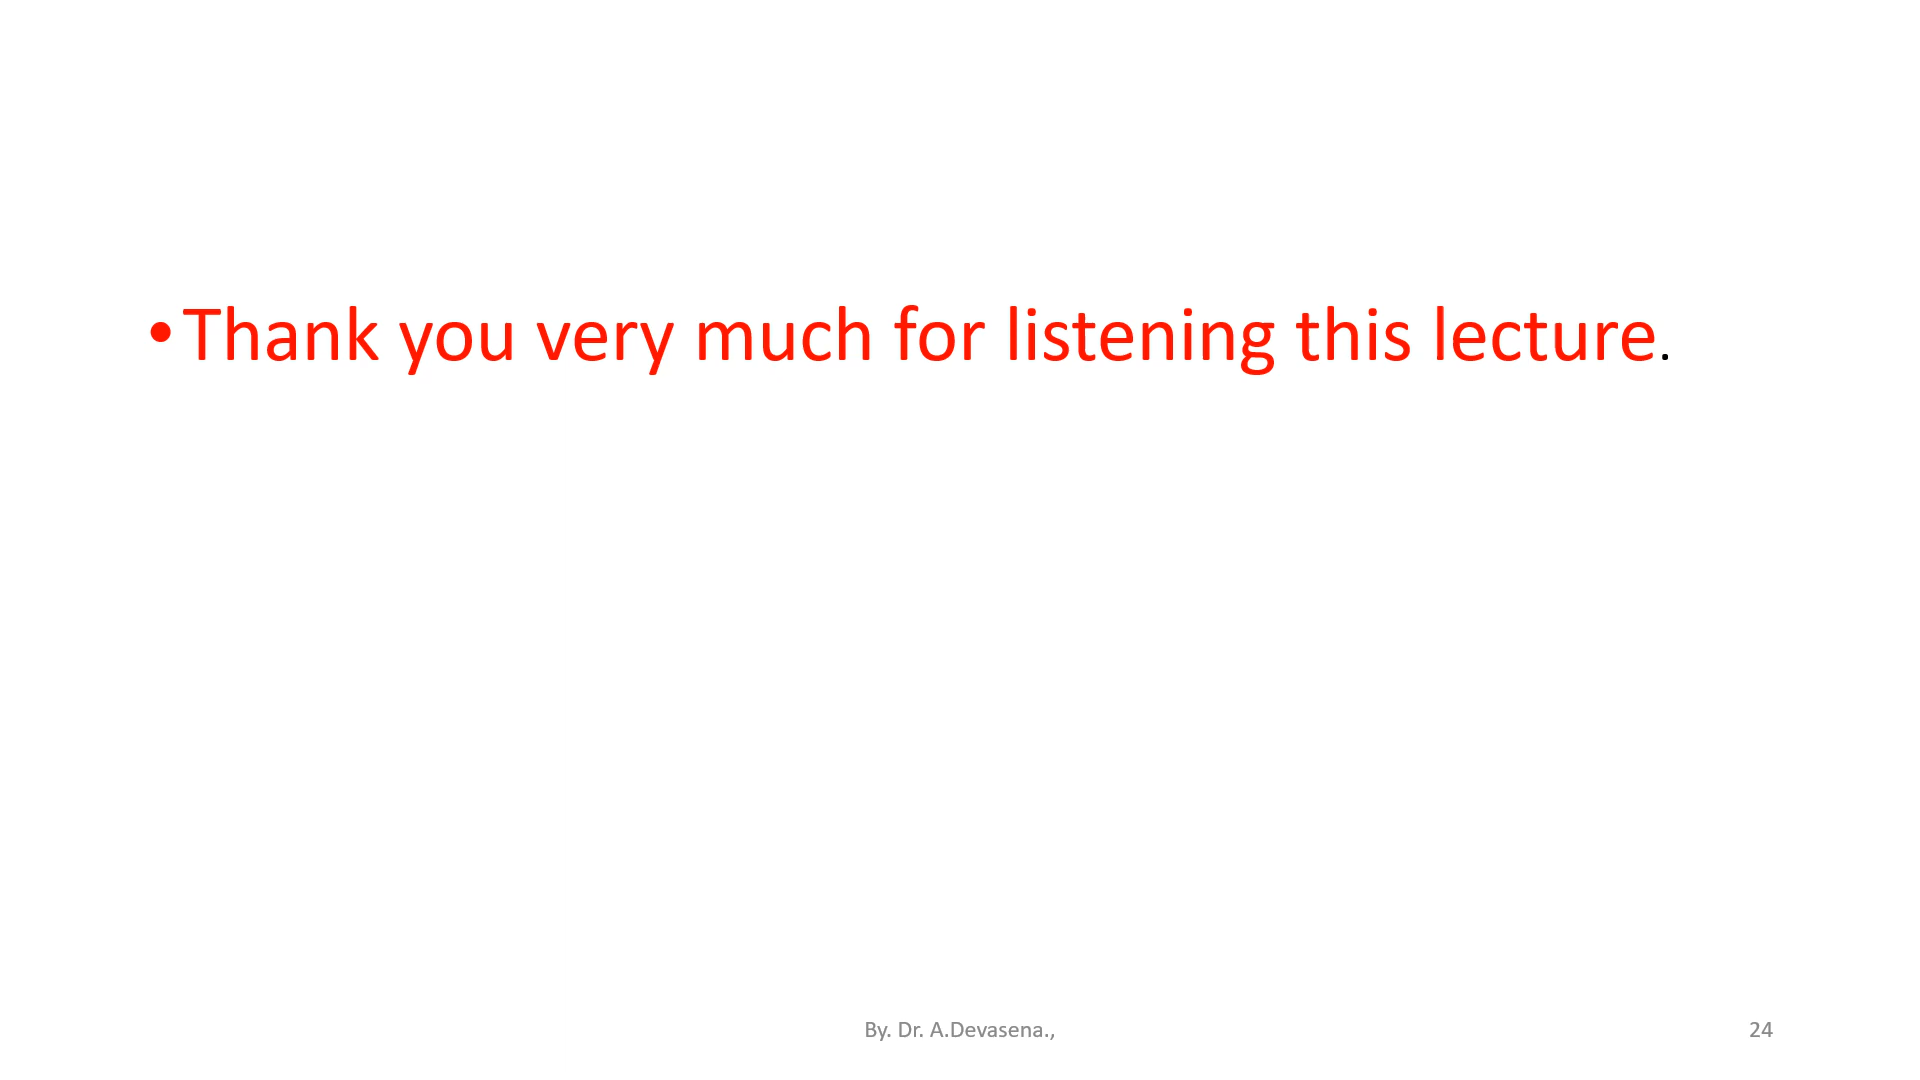 • Thank you very much for listening this lecture.
By. Dr. A.Devasena.,
24